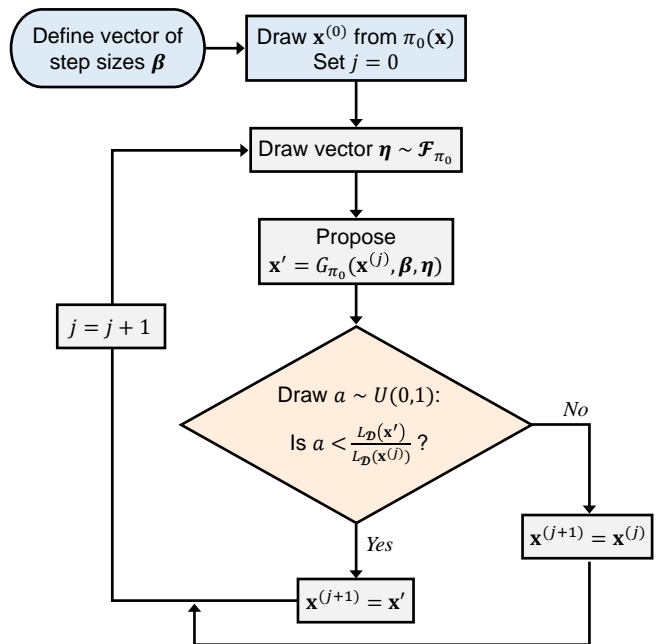 Define vector of
step sizes 𝜷
Draw 𝐱⁽⁰⁾ from π₀(𝐱)
Set j = 0
Draw vector 𝜼 ~ 𝓕_π₀
Propose
𝐱′ = G_π₀(𝐱⁽ʲ⁾, 𝜷, 𝜼)
j = j + 1
Draw a ~ U(0,1):
Is a < L_𝓓(𝐱′) / L_𝓓(𝐱⁽ʲ⁾) ?
No
Yes
𝐱⁽ʲ⁺¹⁾ = 𝐱⁽ʲ⁾
𝐱⁽ʲ⁺¹⁾ = 𝐱′